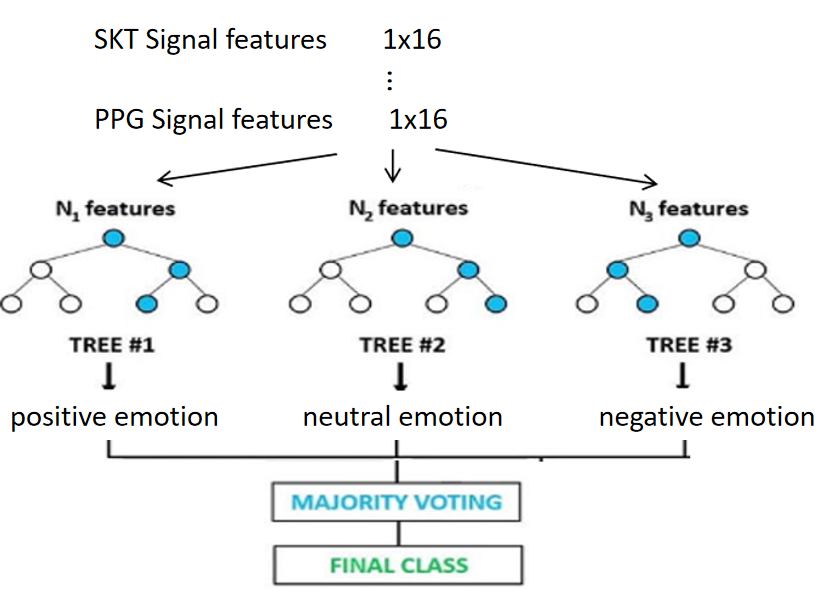 SKT Signal features 1x16
⋮
PPG Signal features 1x16
N₁ features N₂ features N₃ features
TREE #1 TREE #2 TREE #3
positive emotion neutral emotion negative emotion
MAJORITY VOTING
FINAL CLASS